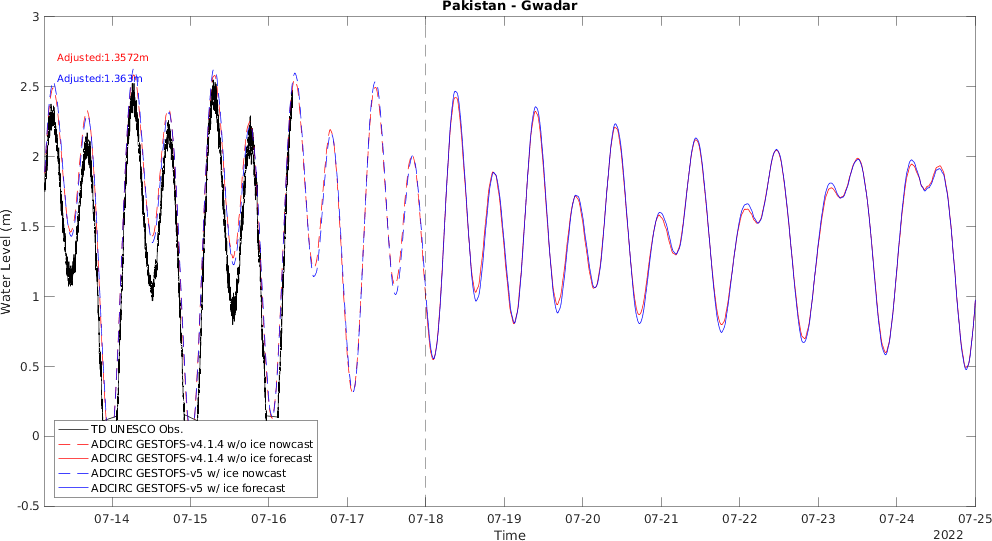 Pakistan - Gwadar
3
2.5
2
1.5
1
0.5
0
-0.5
Water Level (m)
Adjusted:1.3572m
Adjusted:1.363m
TD UNESCO Obs.
ADCIRC GESTOFS-v4.1.4 w/o ice nowcast
ADCIRC GESTOFS-v4.1.4 w/o ice forecast
ADCIRC GESTOFS-v5 w/ ice nowcast
ADCIRC GESTOFS-v5 w/ ice forecast
07-14 07-15 07-16 07-17 07-18 07-19 07-20 07-21 07-22 07-23 07-24 07-25
Time
2022